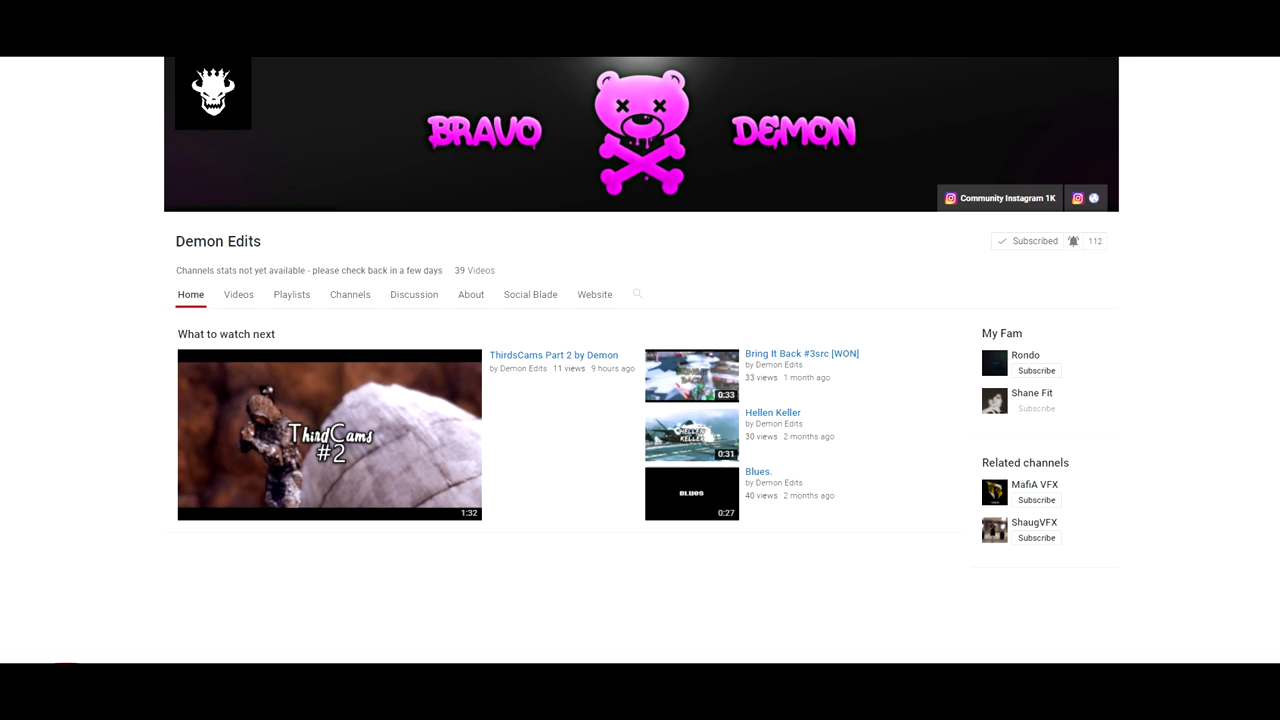 BRAVO DEMON
Community Instagram 1K
Demon Edits
Subscribed 112
Channels stats not yet available - please check back in a few days 39 Videos
Home Videos Playlists Channels Discussion About Social Blade Website
What to watch next
ThirdCams
#2
1:32
ThirdsCams Part 2 by Demon
by Demon Edits 11 views 9 hours ago
0:33
Bring It Back #3src [WON]
by Demon Edits
33 views 1 month ago
HELLEN
KELLER
0:31
Hellen Keller
by Demon Edits
30 views 2 months ago
BLUES
0:27
Blues.
by Demon Edits
40 views 2 months ago
My Fam
Rondo
Subscribe
Shane Fit
Subscribe
Related channels
MafiA VFX
Subscribe
ShaugVFX
Subscribe